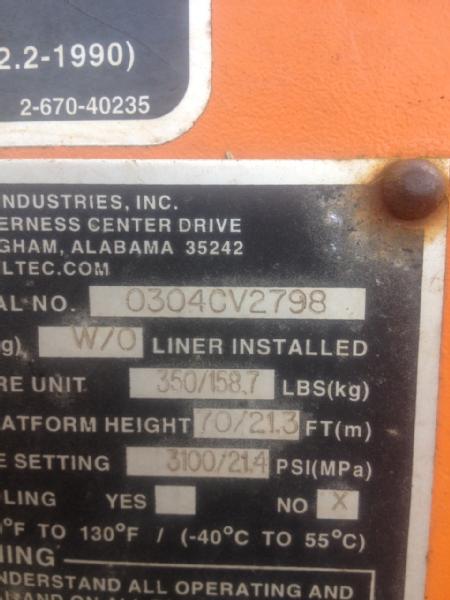 2.2-1990)
2-670-40235
INDUSTRIES, INC.
ERNESS CENTER DRIVE
GHAM, ALABAMA 35242
LTEC.COM
AL NO. 0304CV2798
g) W/O LINER INSTALLED
RE UNIT 350/158.7 LBS(kg)
LATFORM HEIGHT 70/21.3 FT(m)
E SETTING 3100/21.4 PSI(MPa)
LING YES NO X
°F TO 130°F / (-40°C TO 55°C)
NING
NDERSTAND ALL OPERATING AND